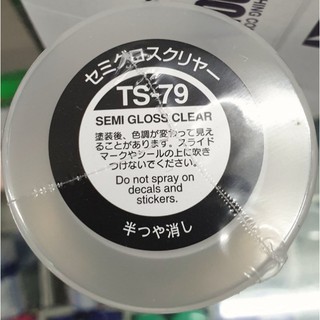 セミグロスクリヤー
TS-79
SEMI GLOSS CLEAR
塗装後、色調が変わって見え
ることがあります。スライド
マークやシールの上に吹き
つけないでください。
Do not spray on
decals and
stickers.
半つや消し